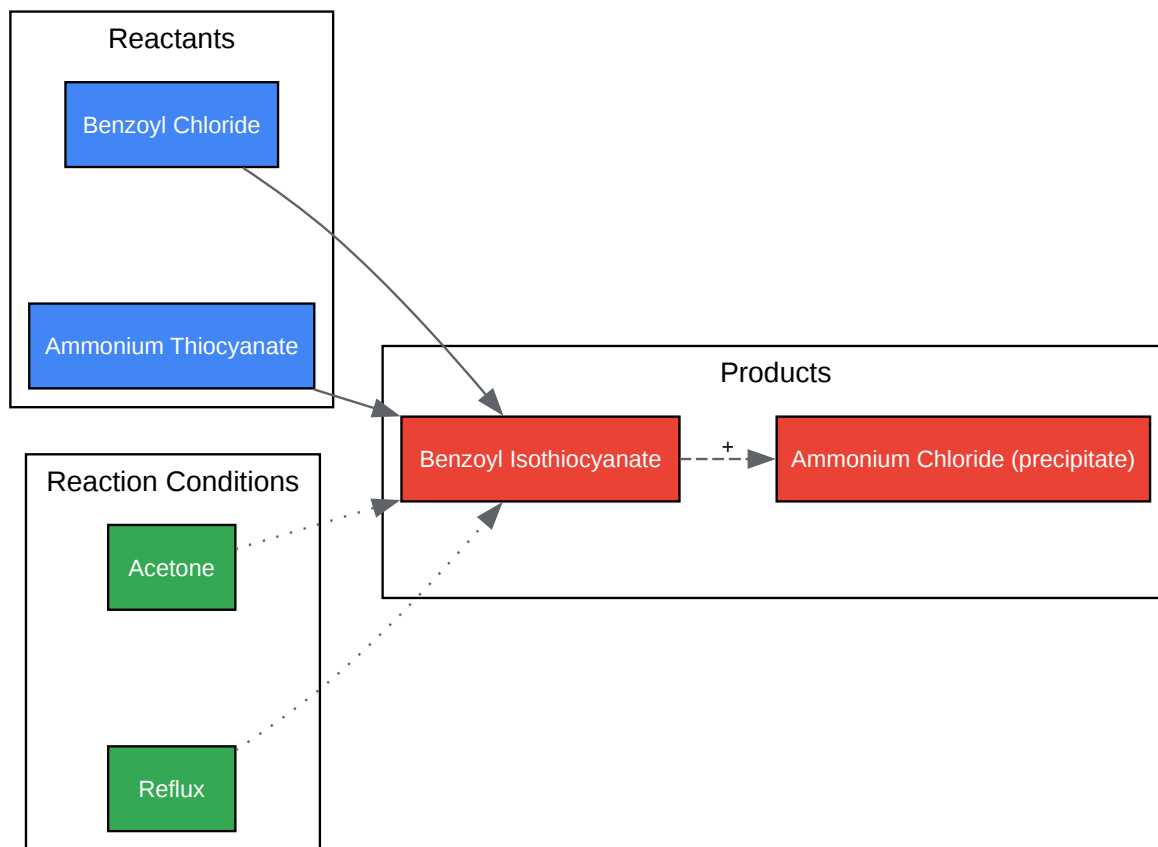 Reactants
Benzoyl Chloride
Ammonium Thiocyanate
Products
Benzoyl Isothiocyanate
+
Ammonium Chloride (precipitate)
Reaction Conditions
Acetone
Reflux